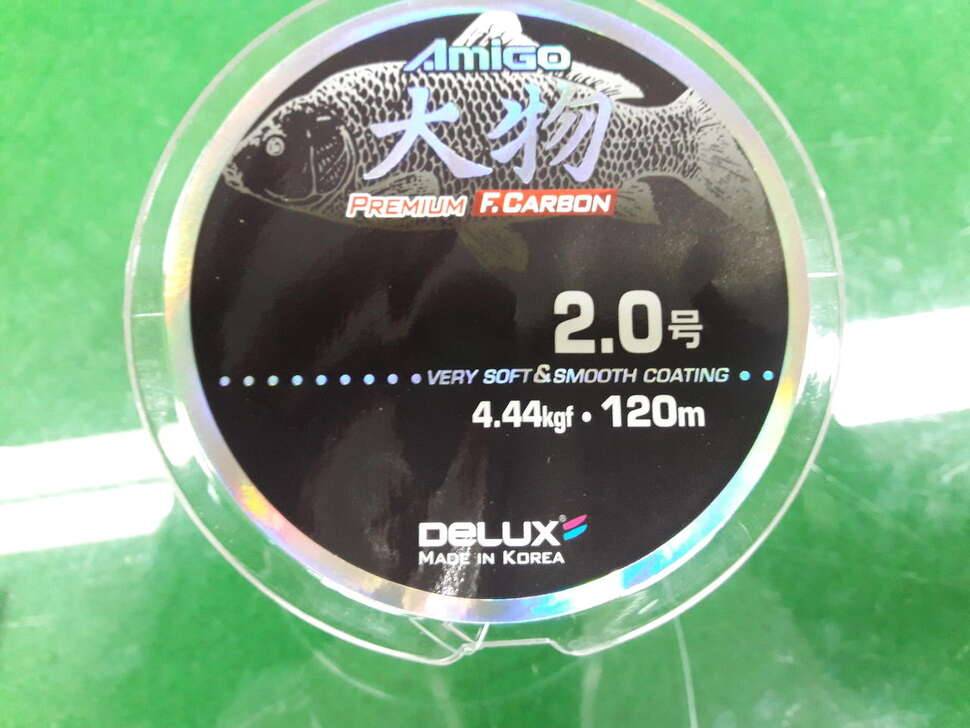 Amigo
大物
PREMIUM F.CARBON
2.0号
VERY SOFT & SMOOTH COATING
4.44kgf • 120m
DELUX®
MADE IN KOREA